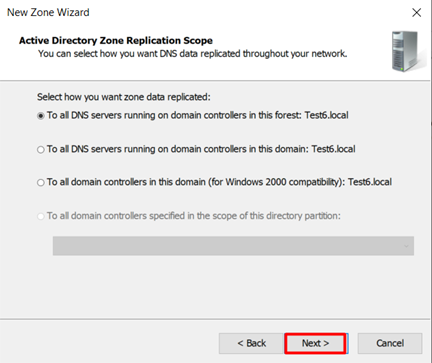 New Zone Wizard
Active Directory Zone Replication Scope
You can select how you want DNS data replicated throughout your network.
Select how you want zone data replicated:
To all DNS servers running on domain controllers in this forest: Test6.local
To all DNS servers running on domain controllers in this domain: Test6.local
To all domain controllers in this domain (for Windows 2000 compatibility): Test6.local
To all domain controllers specified in the scope of this directory partition:
< Back
Next >
Cancel